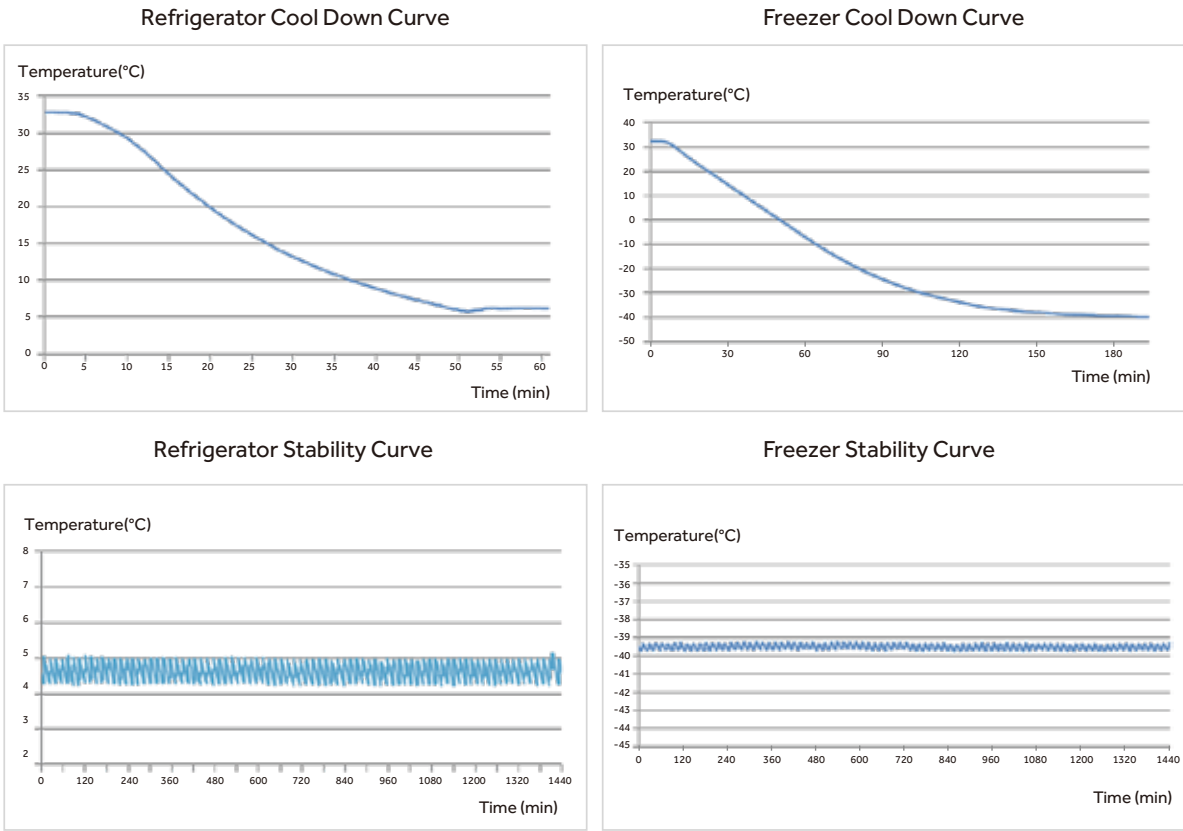 Refrigerator Cool Down Curve
Temperature(°C)
35
30
25
20
15
10
5
0
0 5 10 15 20 25 30 35 40 45 50 55 60
Time (min)
Freezer Cool Down Curve
Temperature(°C)
40
30
20
10
0
-10
-20
-30
-40
-50
0 30 60 90 120 150 180
Time (min)
Refrigerator Stability Curve
Temperature(°C)
8
7
6
5
4
3
2
0 120 240 360 480 600 720 840 960 1080 1200 1320 1440
Time (min)
Freezer Stability Curve
Temperature(°C)
-35
-36
-37
-38
-39
-40
-41
-42
-43
-44
-45
0 120 240 360 480 600 720 840 960 1080 1200 1320 1440
Time (min)